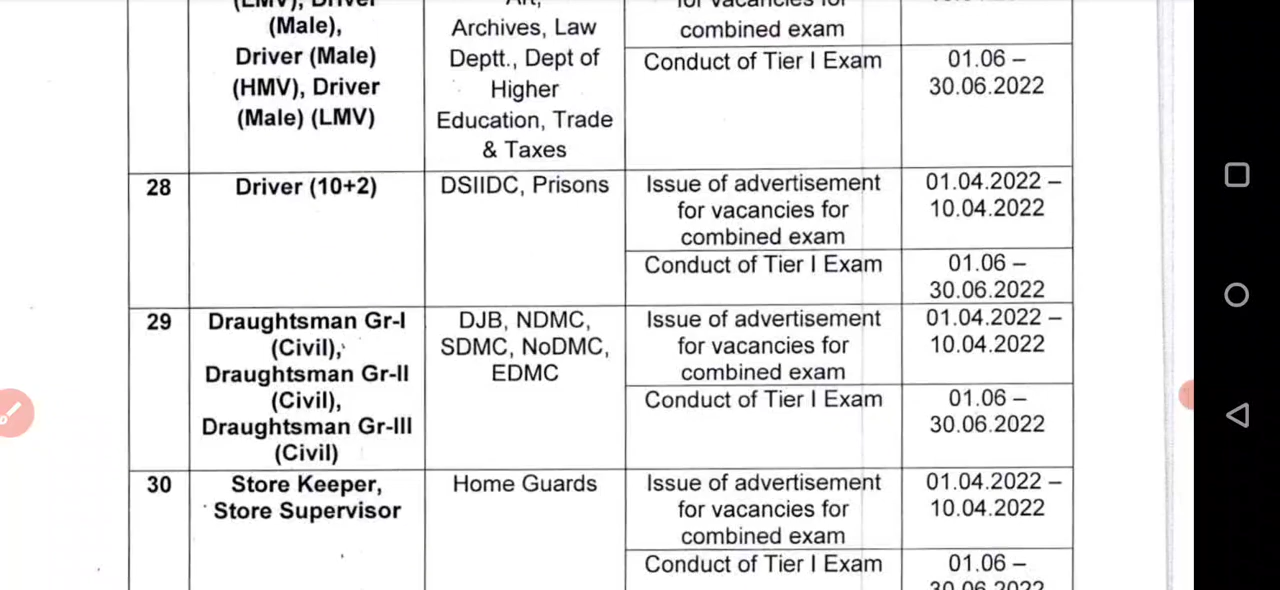 (Male),
Driver (Male)
(HMV), Driver
(Male) (LMV)
Archives, Law
Deptt., Dept of
Higher
Education, Trade
& Taxes
combined exam
Conduct of Tier I Exam
01.06 –
30.06.2022
28
Driver (10+2)
DSIIDC, Prisons
Issue of advertisement
for vacancies for
combined exam
01.04.2022 –
10.04.2022
Conduct of Tier I Exam
01.06 –
30.06.2022
29
Draughtsman Gr-I
(Civil),
Draughtsman Gr-II
(Civil),
Draughtsman Gr-III
(Civil)
DJB, NDMC,
SDMC, NoDMC,
EDMC
Issue of advertisement
for vacancies for
combined exam
01.04.2022 –
10.04.2022
Conduct of Tier I Exam
01.06 –
30.06.2022
30
Store Keeper,
Store Supervisor
Home Guards
Issue of advertisement
for vacancies for
combined exam
01.04.2022 –
10.04.2022
Conduct of Tier I Exam
01.06 –
30.06.2022